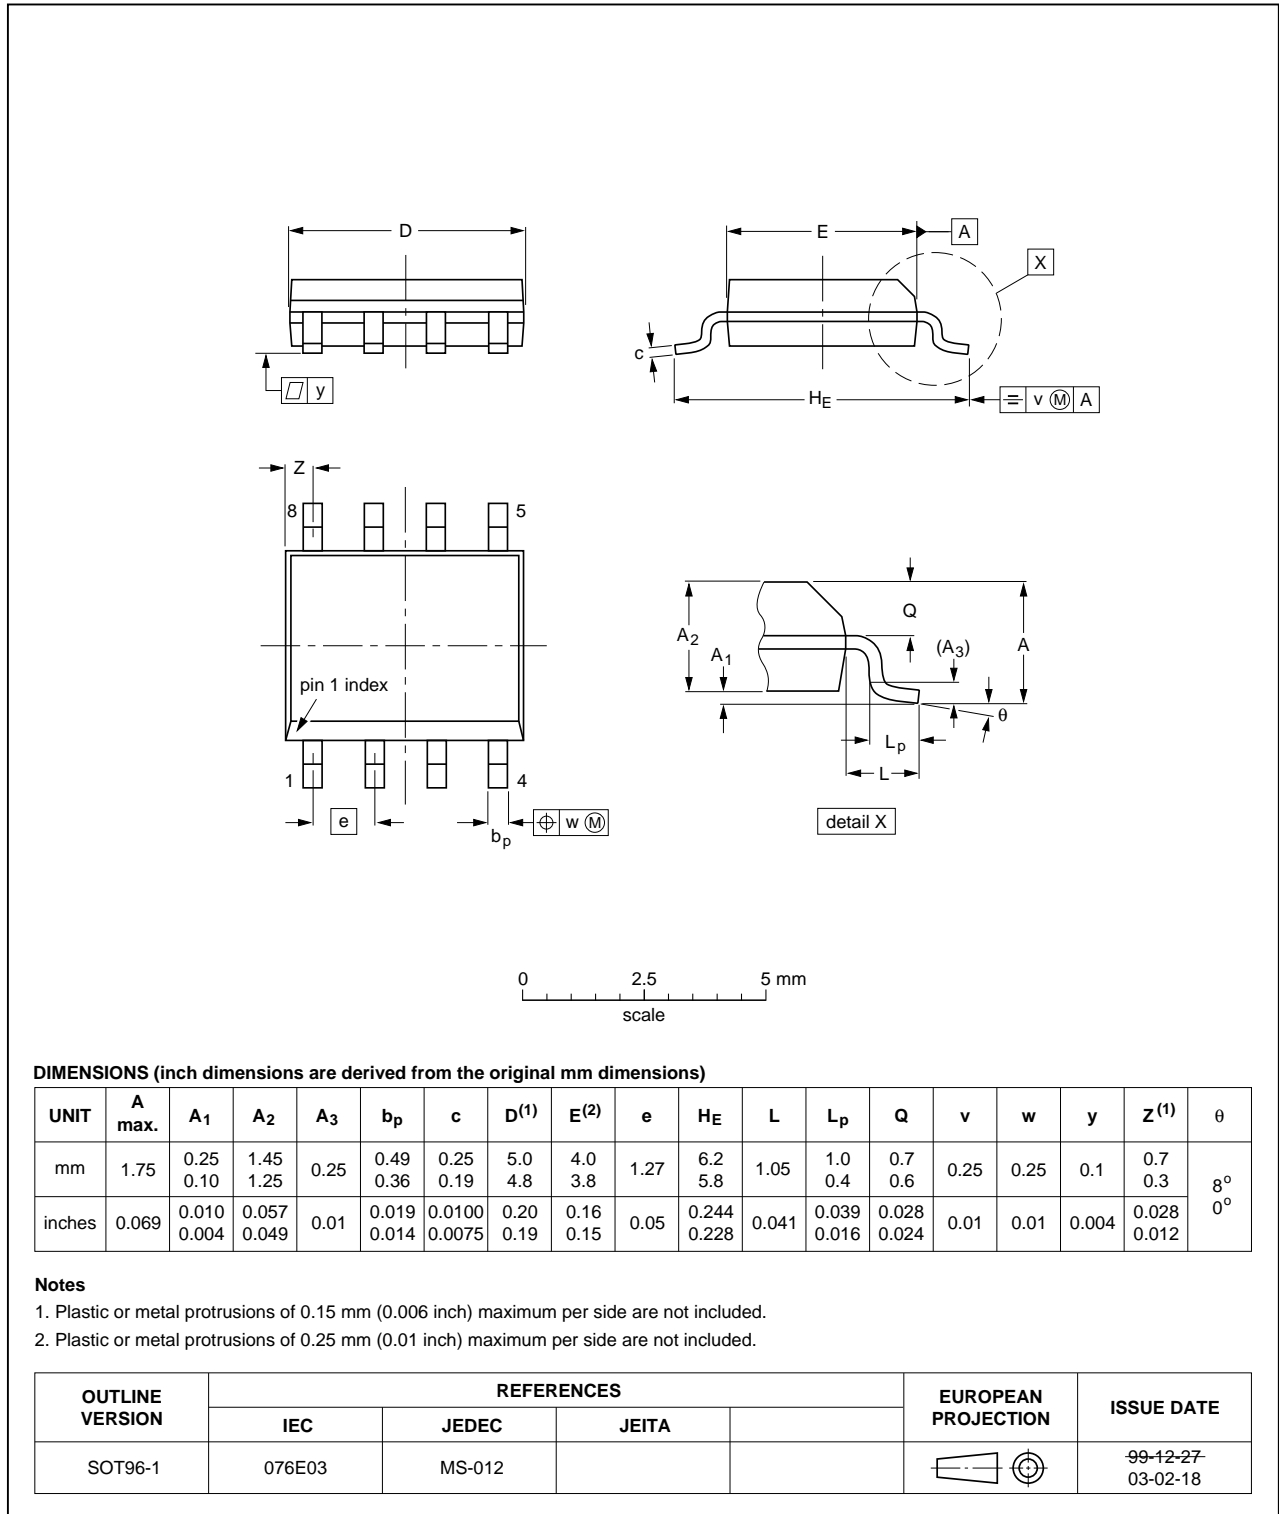 D
E
A
X
c
y
HE
v M A
Z
8
5
Q
A2
A1
(A3)
A
pin 1 index
θ
Lp
L
1
4
e
w M
bp
detail X
0 2.5 5 mm
scale
DIMENSIONS (inch dimensions are derived from the original mm dimensions)
UNIT A max. A1 A2 A3 bp c D(1) E(2) e HE L Lp Q v w y Z(1) θ
mm 1.75 0.25 0.10 1.45 1.25 0.25 0.49 0.36 0.25 0.19 5.0 4.8 4.0 3.8 1.27 6.2 5.8 1.05 1.0 0.4 0.7 0.6 0.25 0.25 0.1 0.7 0.3 8° 0°
inches 0.069 0.010 0.004 0.057 0.049 0.01 0.019 0.014 0.0100 0.0075 0.20 0.19 0.16 0.15 0.05 0.244 0.228 0.041 0.039 0.016 0.028 0.024 0.01 0.01 0.004 0.028 0.012
Notes
1. Plastic or metal protrusions of 0.15 mm (0.006 inch) maximum per side are not included.
2. Plastic or metal protrusions of 0.25 mm (0.01 inch) maximum per side are not included.
OUTLINE VERSION REFERENCES EUROPEAN PROJECTION ISSUE DATE
IEC JEDEC JEITA
SOT96-1 076E03 MS-012 99-12-27
03-02-18